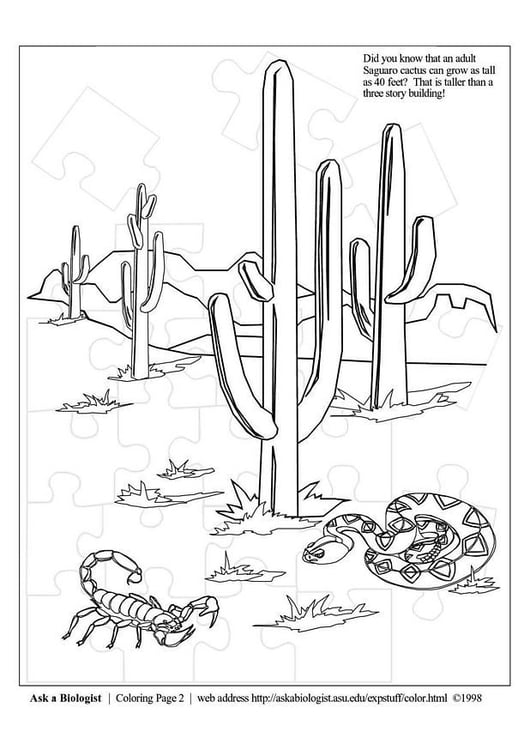 Did you know that an adult
Saguaro cactus can grow as tall
as 40 feet?  That is taller than a
three story building!
Ask a Biologist | Coloring Page 2 | web address http://askabiologist.asu.edu/expstuff/color.html ©1998